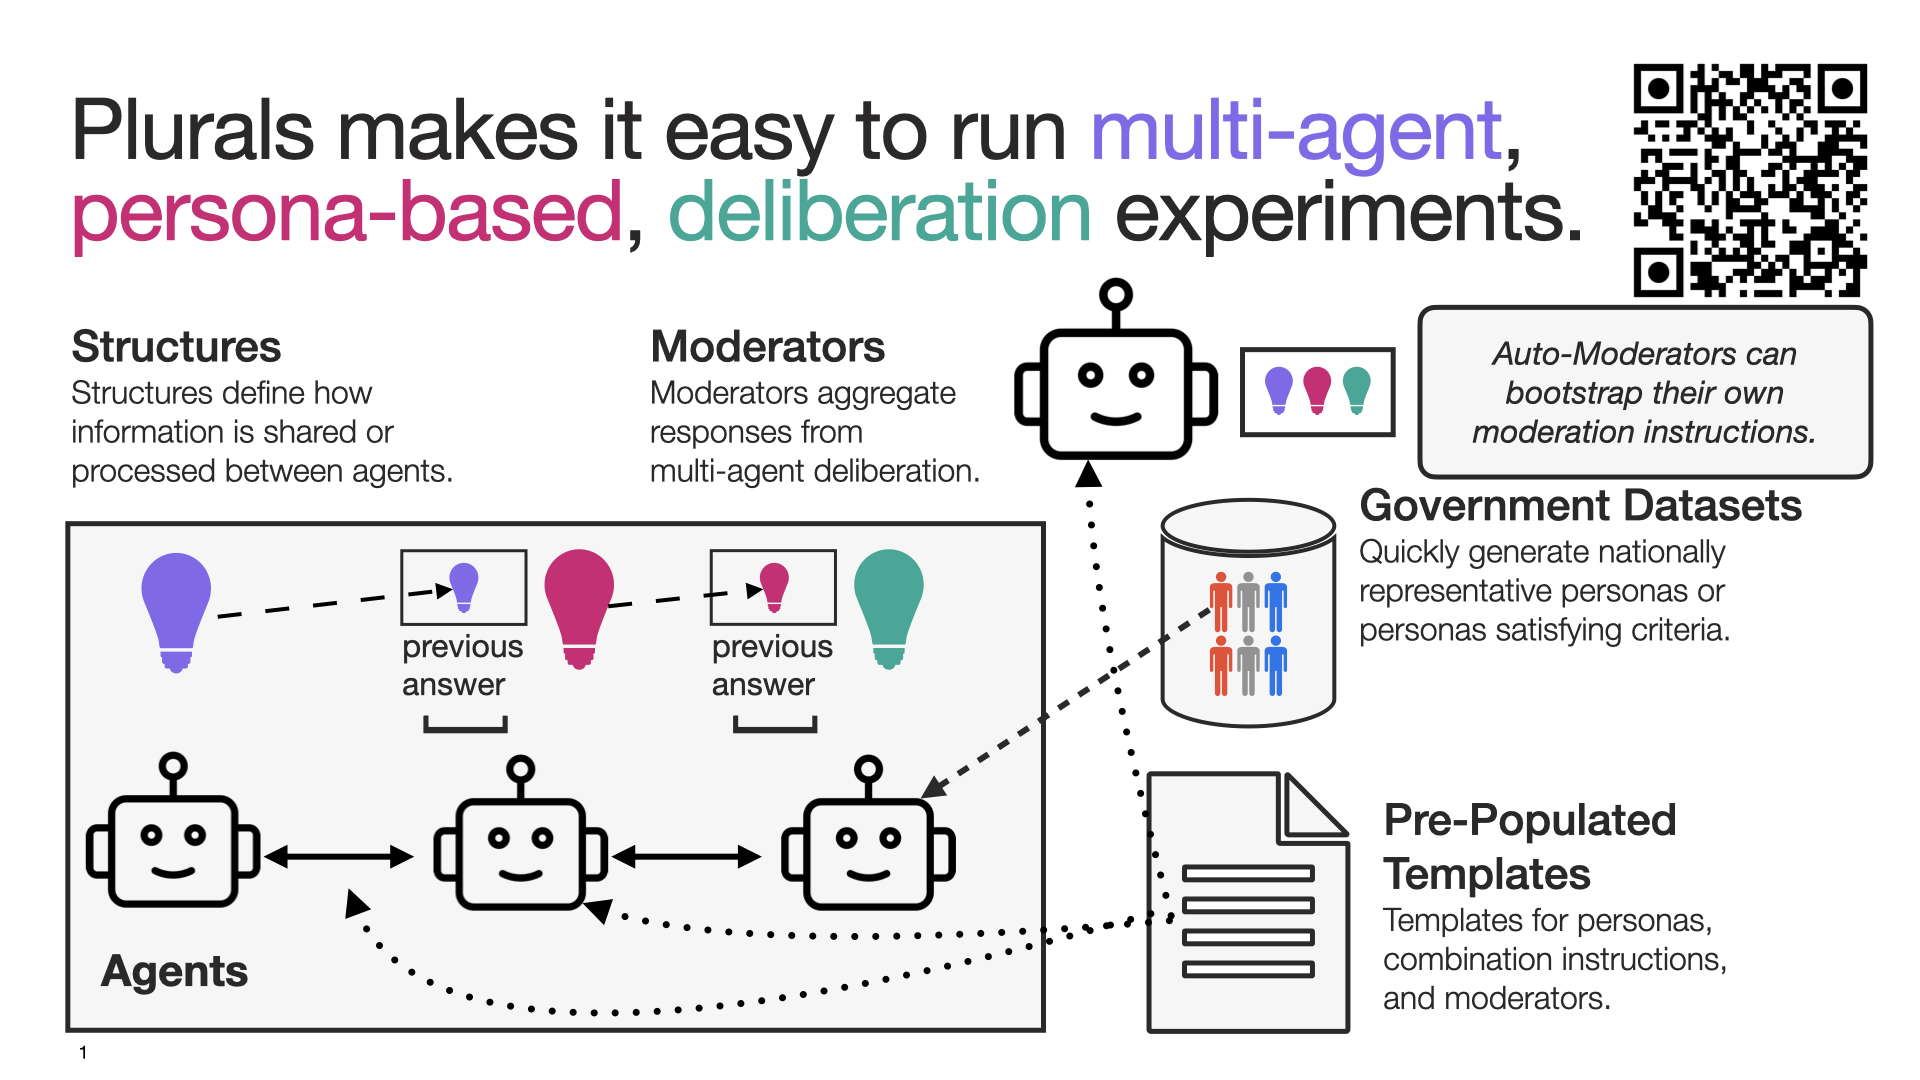 Plurals makes it easy to run multi-agent,
persona-based, deliberation experiments.
Structures
Structures define how
information is shared or
processed between agents.
Moderators
Moderators aggregate
responses from
multi-agent deliberation.
Auto-Moderators can
bootstrap their own
moderation instructions.
Government Datasets
Quickly generate nationally
representative personas or
personas satisfying criteria.
previous
answer
previous
answer
Agents
Pre-Populated
Templates
Templates for personas,
combination instructions,
and moderators.
1